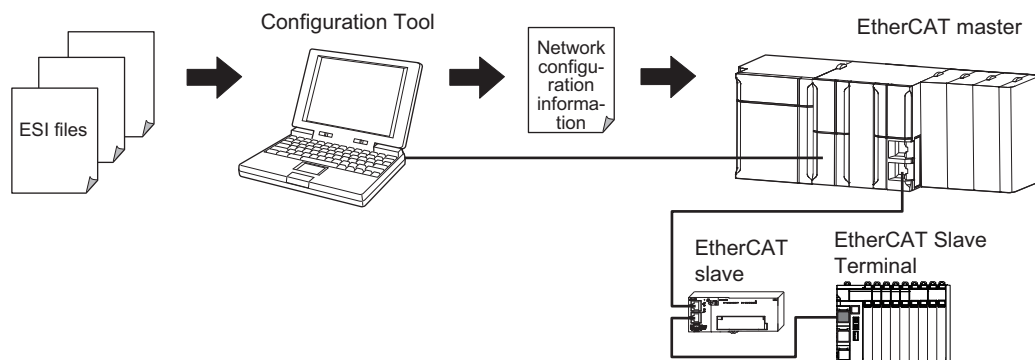 Configuration Tool
EtherCAT master
ESI files
Network
configu-
ration
informa-
tion
EtherCAT
slave
EtherCAT Slave
Terminal